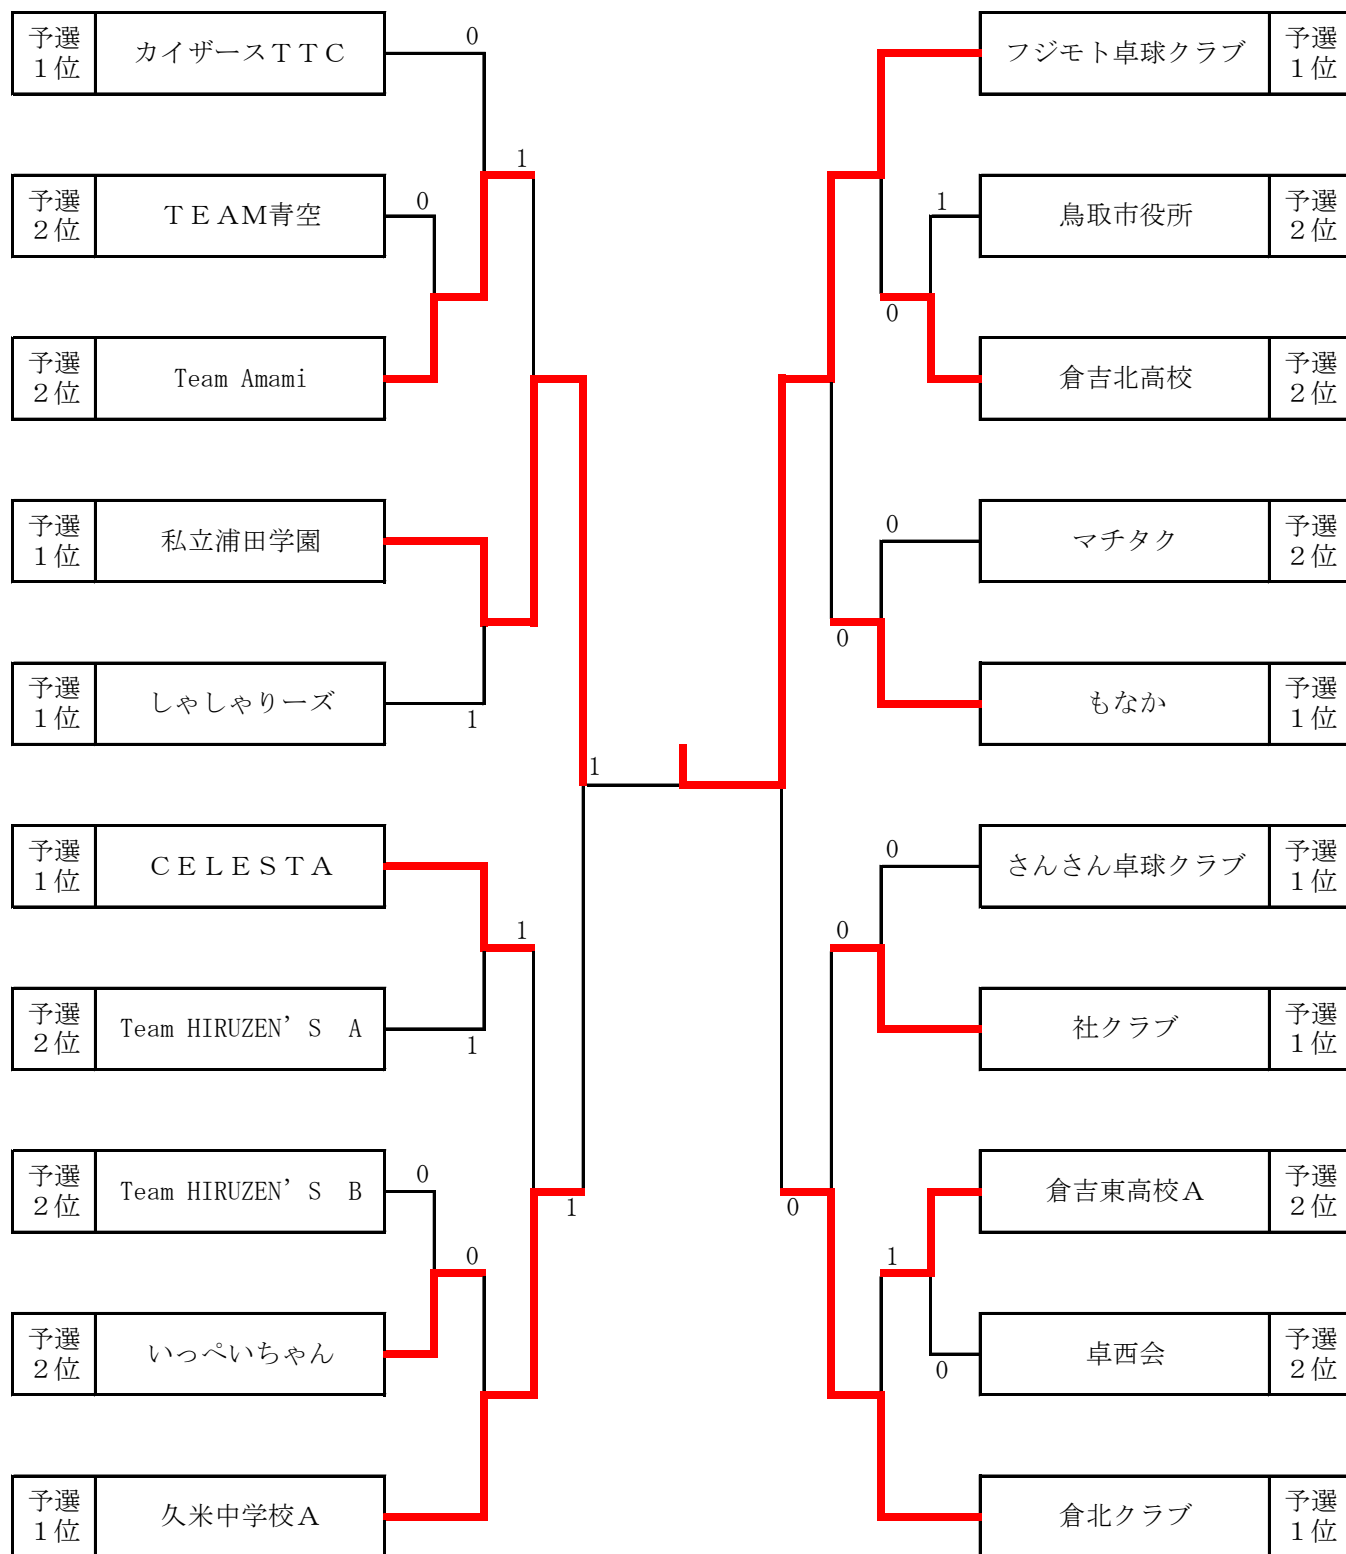 予選
1位
カイザースTTC
0
1
予選
2位
TEAM青空
0
予選
2位
Team Amami
予選
1位
私立浦田学園
予選
1位
しゃしゃりーズ
1
1
予選
1位
CELESTA
1
予選
2位
Team HIRUZEN'S A
1
予選
2位
Team HIRUZEN'S B
0
1
0
予選
2位
いっぺいちゃん
予選
1位
久米中学校A
フジモト卓球クラブ
予選
1位
1
鳥取市役所
予選
2位
0
倉吉北高校
予選
2位
0
マチタク
予選
2位
0
もなか
予選
1位
0
さんさん卓球クラブ
予選
1位
0
社クラブ
予選
1位
0
倉吉東高校A
予選
2位
1
0
卓西会
予選
2位
倉北クラブ
予選
1位